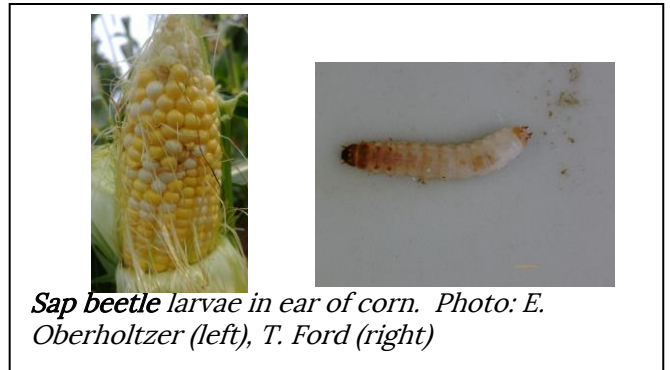 Sap beetle larvae in ear of corn.  Photo: E.
Oberholtzer (left), T. Ford (right)